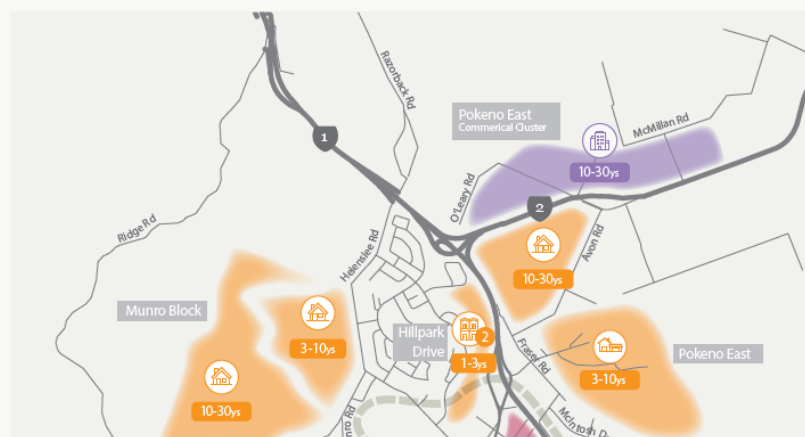 Razorback Rd
1
Pokeno East
Commerical Cluster
McMillan Rd
10-30ys
O'Leary Rd
2
Ridge Rd
Helenslee Rd
Avon Rd
10-30ys
Munro Block
3-10ys
Hillpark
Drive
2
1-3ys
Fraser Rd
Pokeno East
3-10ys
10-30ys
McIntosh D